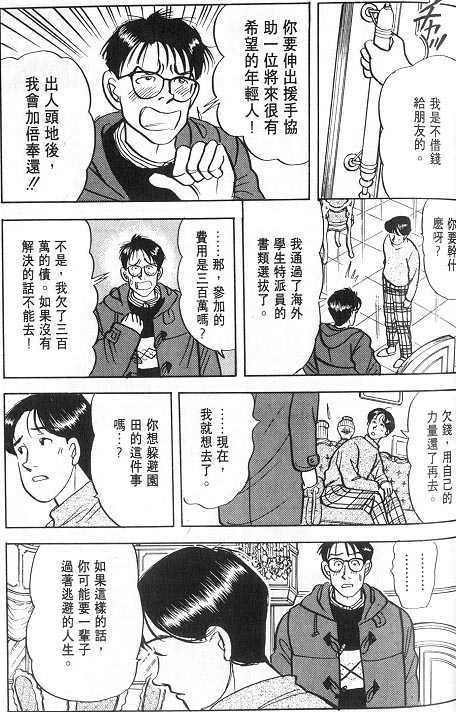 我是不借錢
給朋友的。
你要伸出援手協
助一位將來很有
希望的年輕人！
出人頭地後，
我會加倍奉還!!
你要幹什
麼呀？
我通過了海外
學生特派員的
書類選拔了。
……那，參加的
費用是三百萬嗎？
不是，我欠了三百
萬的債。如果沒有
解決的話不能去！
欠錢，用自己的
力量還了再去。
……現在，
我就想去了。
你想躲避園
田的這件事
嗎…？
………
……
如果這樣的話，
你可能要一輩子
過著逃避的人生。